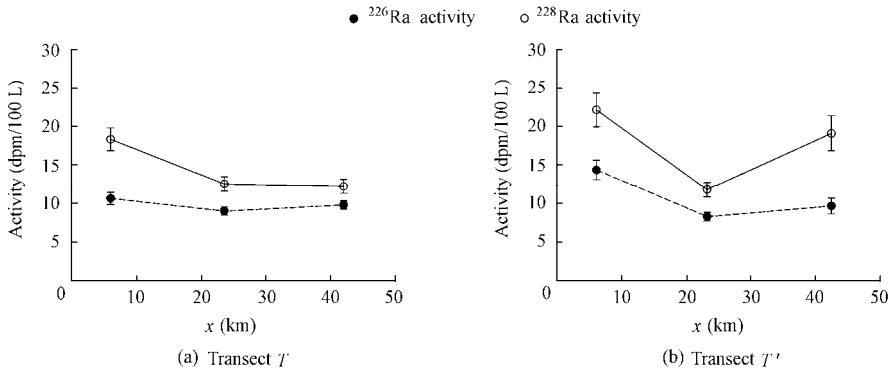 ● ²²⁶Ra activity ○ ²²⁸Ra activity
30 25 20 15 10 5 0
Activity (dpm/100 L)
10 20 30 40 50
x (km)
(a) Transect T
30 25 20 15 10 5 0
Activity (dpm/100 L)
10 20 30 40 50
x (km)
(b) Transect T'